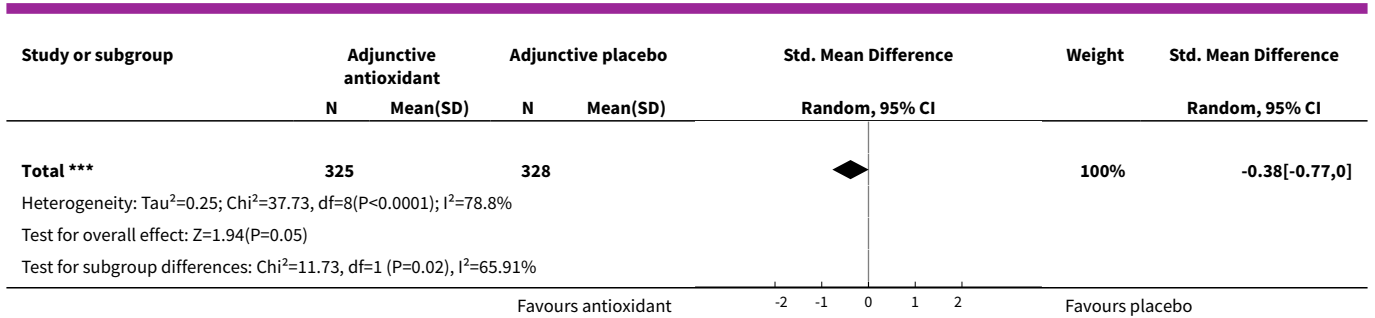 Study or subgroup Adjunctive antioxidant Adjunctive placebo Std. Mean Difference Weight Std. Mean Difference
N Mean(SD) N Mean(SD) Random, 95% CI Random, 95% CI
Total *** 325 328 100% -0.38[-0.77,0]
Heterogeneity: Tau²=0.25; Chi²=37.73, df=8(P<0.0001); I²=78.8%
Test for overall effect: Z=1.94(P=0.05)
Test for subgroup differences: Chi²=11.73, df=1 (P=0.02), I²=65.91%
Favours antioxidant -2 -1 0 1 2 Favours placebo